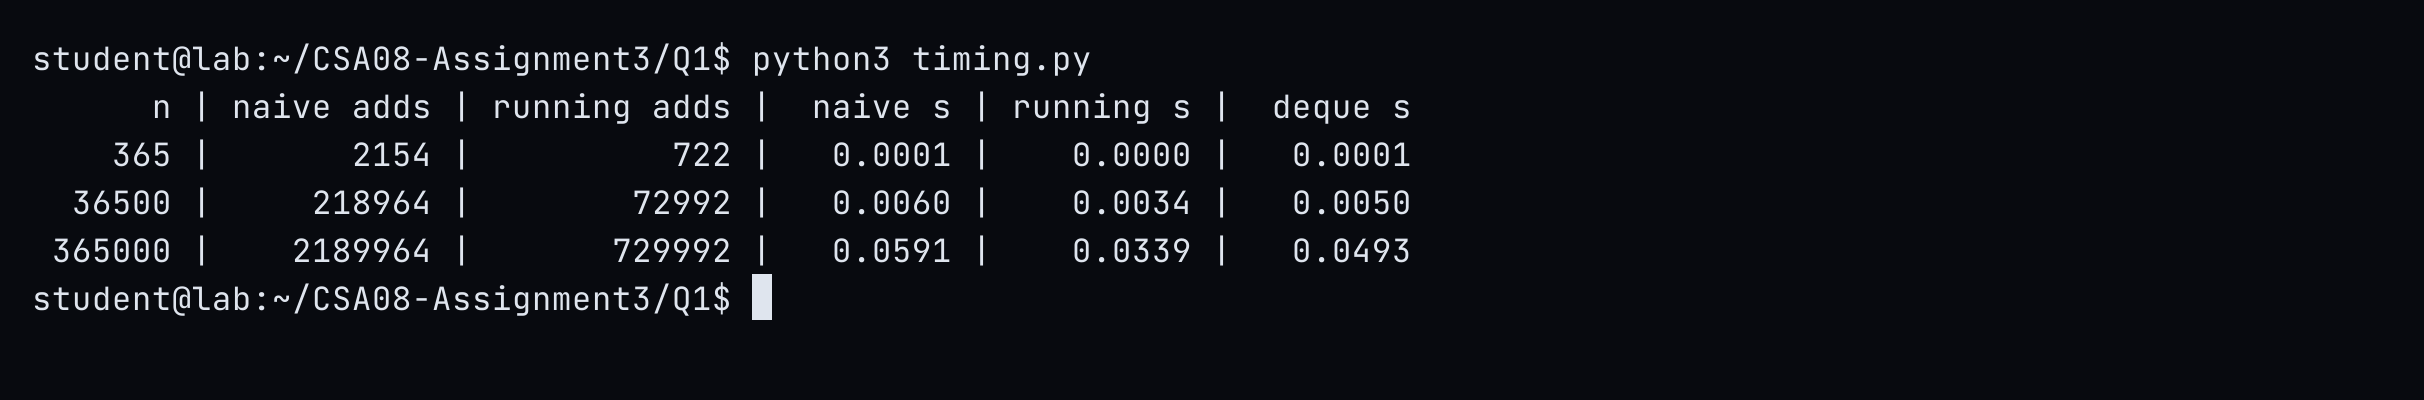 student@lab:~/CSA08-Assignment3/Q1$ python3 timing.py
      n | naive adds | running adds |  naive s | running s |  deque s
    365 |       2154 |          722 |   0.0001 |    0.0000 |   0.0001
  36500 |     218964 |        72992 |   0.0060 |    0.0034 |   0.0050
 365000 |    2189964 |       729992 |   0.0591 |    0.0339 |   0.0493
student@lab:~/CSA08-Assignment3/Q1$